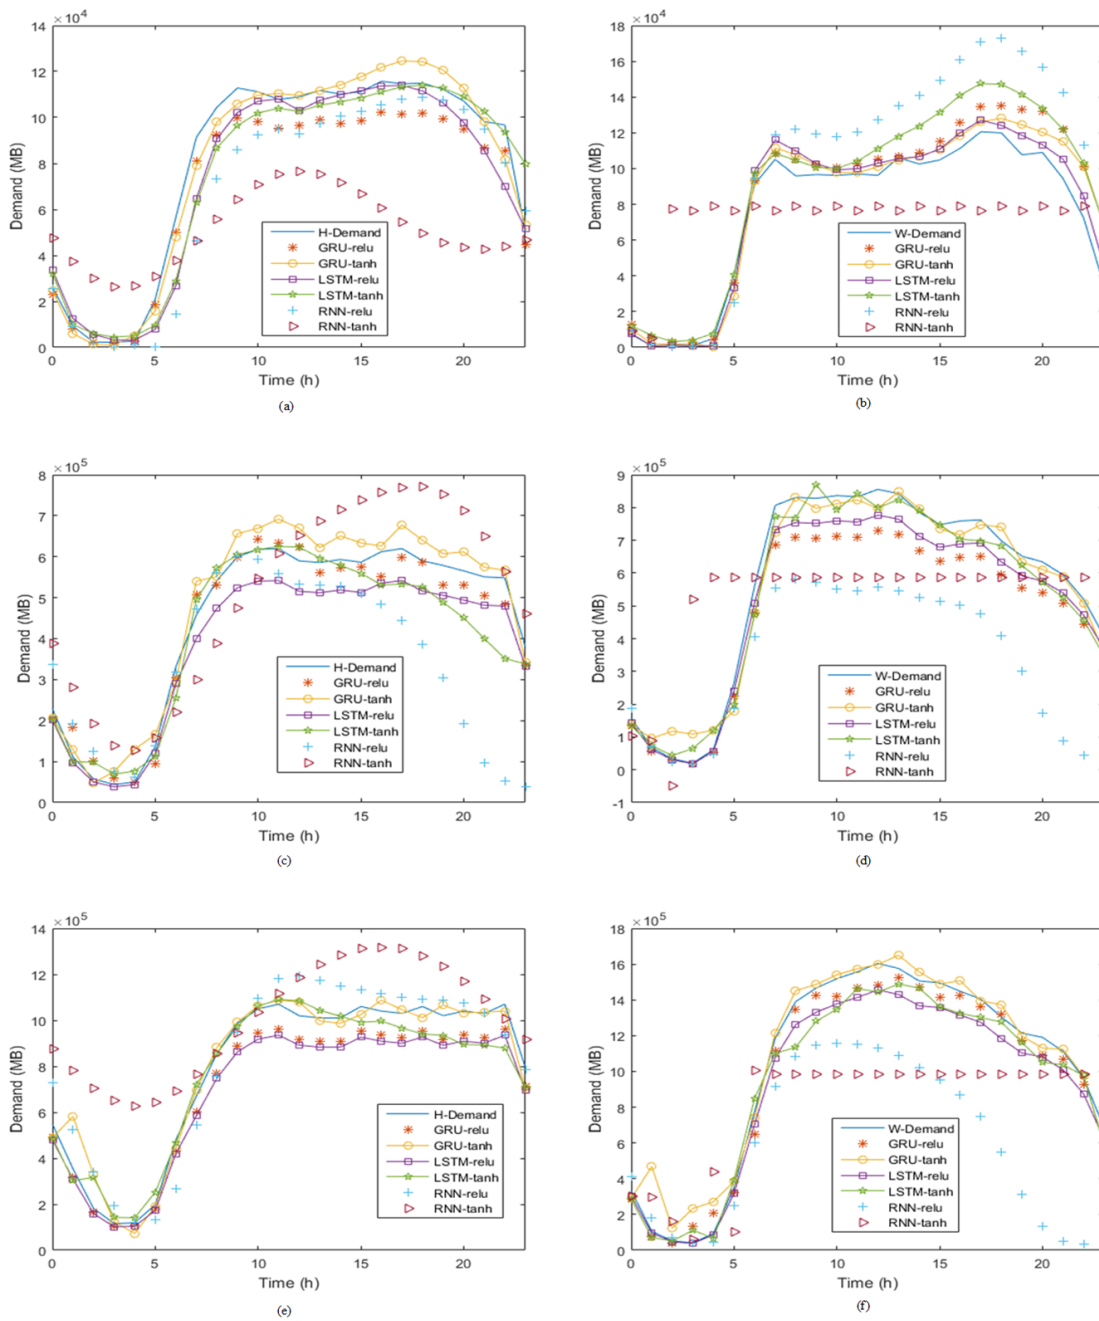 ×10⁴
14
12
10
8
6
4
2
0
Demand (MB)
0 5 10 15 20
Time (h)
H-Demand
GRU-relu
GRU-tanh
LSTM-relu
LSTM-tanh
RNN-relu
RNN-tanh
(a)
×10⁴
18
16
14
12
10
8
6
4
2
0
Demand (MB)
0 5 10 15 20
Time (h)
W-Demand
GRU-relu
GRU-tanh
LSTM-relu
LSTM-tanh
RNN-relu
RNN-tanh
(b)
×10⁵
8
7
6
5
4
3
2
1
0
Demand (MB)
0 5 10 15 20
Time (h)
H-Demand
GRU-relu
GRU-tanh
LSTM-relu
LSTM-tanh
RNN-relu
RNN-tanh
(c)
×10⁵
9
8
7
6
5
4
3
2
1
0
-1
Demand (MB)
0 5 10 15 20
Time (h)
W-Demand
GRU-relu
GRU-tanh
LSTM-relu
LSTM-tanh
RNN-relu
RNN-tanh
(d)
×10⁵
14
12
10
8
6
4
2
0
Demand (MB)
0 5 10 15 20
Time (h)
H-Demand
GRU-relu
GRU-tanh
LSTM-relu
LSTM-tanh
RNN-relu
RNN-tanh
(e)
×10⁵
18
16
14
12
10
8
6
4
2
0
Demand (MB)
0 5 10 15 20
Time (h)
W-Demand
GRU-relu
GRU-tanh
LSTM-relu
LSTM-tanh
RNN-relu
RNN-tanh
(f)